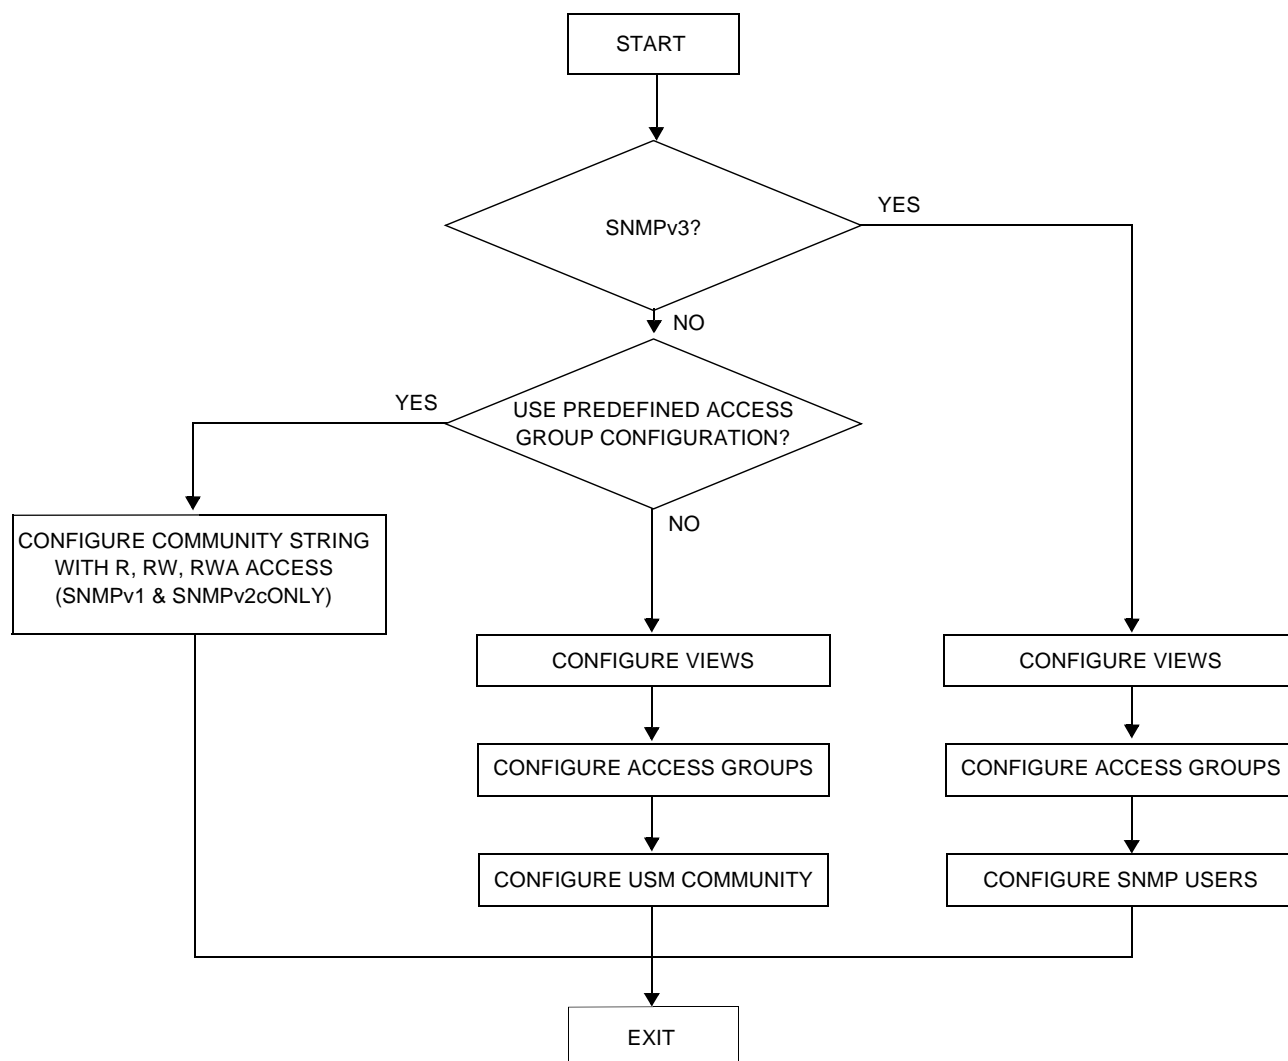 START
SNMPv3?
YES
NO
YES
USE PREDEFINED ACCESS
GROUP CONFIGURATION?
NO
CONFIGURE COMMUNITY STRING
WITH R, RW, RWA ACCESS
(SNMPv1 & SNMPv2cONLY)
CONFIGURE VIEWS
CONFIGURE VIEWS
CONFIGURE ACCESS GROUPS
CONFIGURE ACCESS GROUPS
CONFIGURE USM COMMUNITY
CONFIGURE SNMP USERS
EXIT